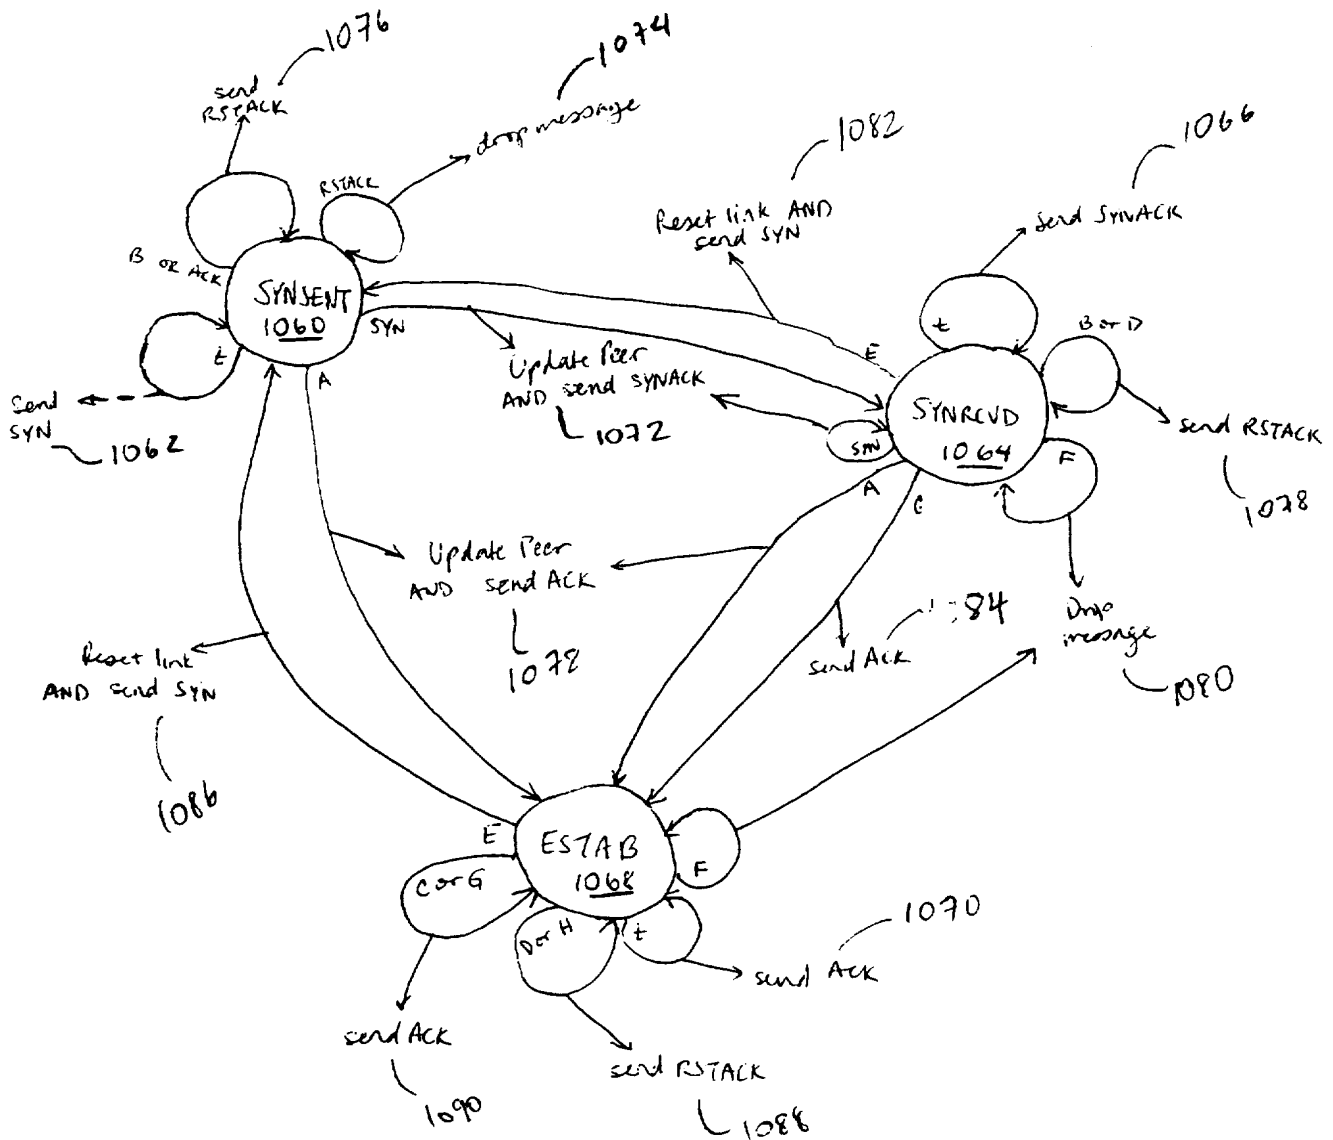 1076
1074
send
RSTACK
drop message
1082
1066
RSTACK
Reset link AND
send SYN
send SYNACK
B OR ACK
SYNSENT
1060
SYN
t
B or D
E
Update Peer
AND send SYNACK
1072
t
A
Send
SYN
1062
SYNRCVD
1064
SYN
F
send RSTACK
1078
A
C
Update Peer
AND send ACK
1078
84
send ACK
Drop
message
1080
Reset link
AND send SYN
1086
E
ESTAB
1068
F
C or G
D or H
t
1070
send ACK
send ACK
1090
send RSTACK
1088